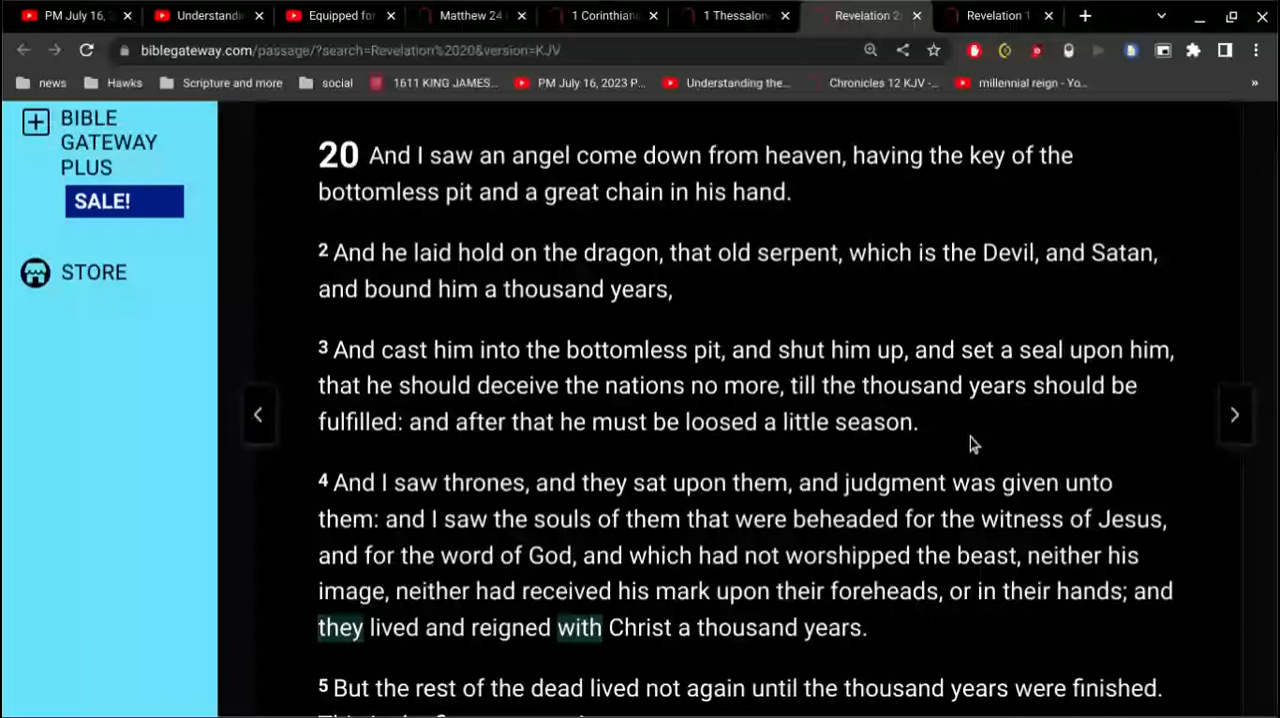 PM July 16, 2
Understandi
Equipped for
Matthew 24
1 Corinthian
1 Thessalon
Revelation 2
Revelation 1
biblegateway.com/passage/?search=Revelation%2020&version=KJV
news
Hawks
Scripture and more
social
1611 KING JAMES...
PM July 16, 2023 P...
Understanding the...
Chronicles 12 KJV -...
millennial reign - Yo...
»
BIBLE
GATEWAY
PLUS
SALE!
STORE
20 And I saw an angel come down from heaven, having the key of the
bottomless pit and a great chain in his hand.
2 And he laid hold on the dragon, that old serpent, which is the Devil, and Satan,
and bound him a thousand years,
3 And cast him into the bottomless pit, and shut him up, and set a seal upon him,
that he should deceive the nations no more, till the thousand years should be
fulfilled: and after that he must be loosed a little season.
4 And I saw thrones, and they sat upon them, and judgment was given unto
them: and I saw the souls of them that were beheaded for the witness of Jesus,
and for the word of God, and which had not worshipped the beast, neither his
image, neither had received his mark upon their foreheads, or in their hands; and
they lived and reigned with Christ a thousand years.
5 But the rest of the dead lived not again until the thousand years were finished.